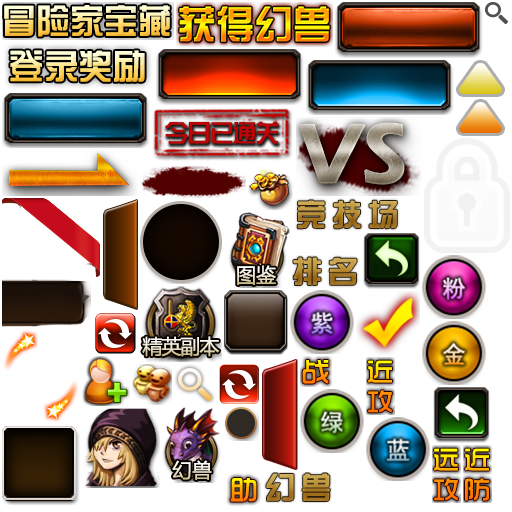 冒险家宝藏
获得幻兽
登录奖励
今日已通关
VS
竞技场
图鉴
排名
粉
紫
精英副本
金
战
近
攻
绿
蓝
幻兽
助幻兽
远近
攻防